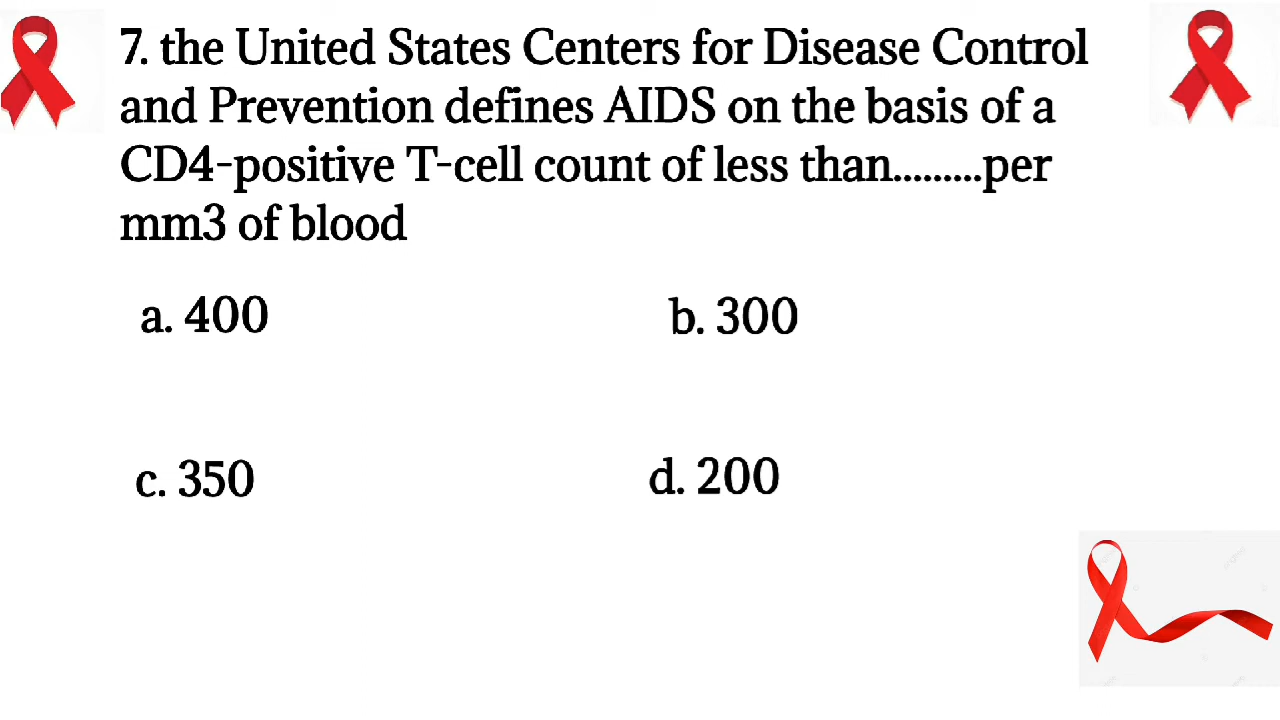 7. the United States Centers for Disease Control
and Prevention defines AIDS on the basis of a
CD4-positive T-cell count of less than.........per
mm3 of blood
a. 400
b. 300
c. 350
d. 200